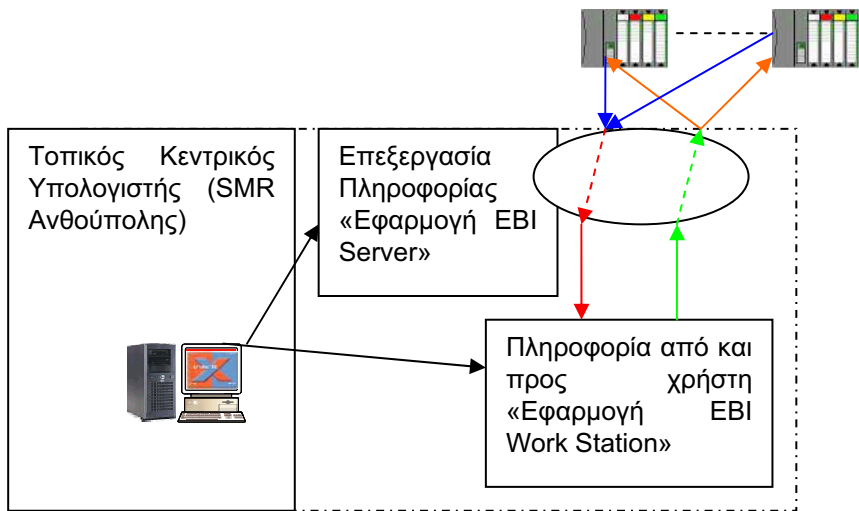 Τοπικός Κεντρικός
Υπολογιστής (SMR
Ανθούπολης)
Επεξεργασία
Πληροφορίας
«Εφαρμογή EBI
Server»
Πληροφορία από και
προς χρήστη
«Εφαρμογή EBI
Work Station»